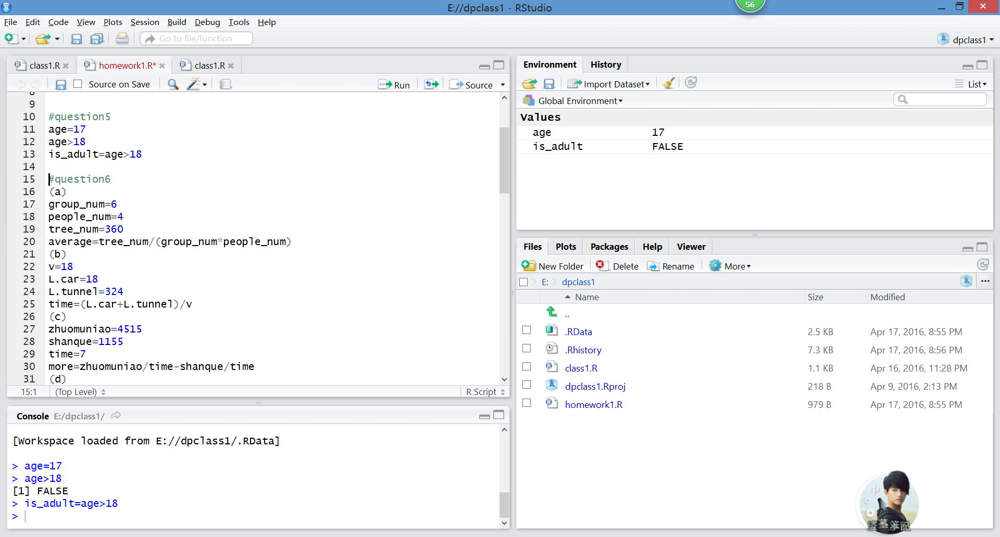 E://dpclass1 - RStudio
56
File Edit Code View Plots Session Build Debug Tools Help
Go to file/function
dpclass1
class1.R
homework1.R*
class1.R
Source on Save
Run
Source
9
10 #question5
11 age=17
12 age>18
13 is_adult=age>18
14
15 #question6
16 (a)
17 group_num=6
18 people_num=4
19 tree_num=360
20 average=tree_num/(group_num*people_num)
21 (b)
22 v=18
23 L.car=18
24 L.tunnel=324
25 time=(L.car+L.tunnel)/v
26 (c)
27 zhuomuniao=4515
28 shanque=1155
29 time=7
30 more=zhuomuniao/time-shanque/time
31 (d)
15:1 (Top Level) R Script
Console E:/dpclass1/
[Workspace loaded from E://dpclass1/.RData]
> age=17
> age>18
[1] FALSE
> is_adult=age>18
>
Environment History
Import Dataset
List
Global Environment
Values
age 17
is_adult FALSE
Files Plots Packages Help Viewer
New Folder Delete Rename More
E: dpclass1
Name Size Modified
..
.RData 2.5 KB Apr 17, 2016, 8:55 PM
.Rhistory 7.3 KB Apr 17, 2016, 8:56 PM
class1.R 1.1 KB Apr 16, 2016, 11:28 PM
dpclass1.Rproj 218 B Apr 9, 2016, 2:13 PM
homework1.R 979 B Apr 17, 2016, 8:55 PM
中
盗墓筆記